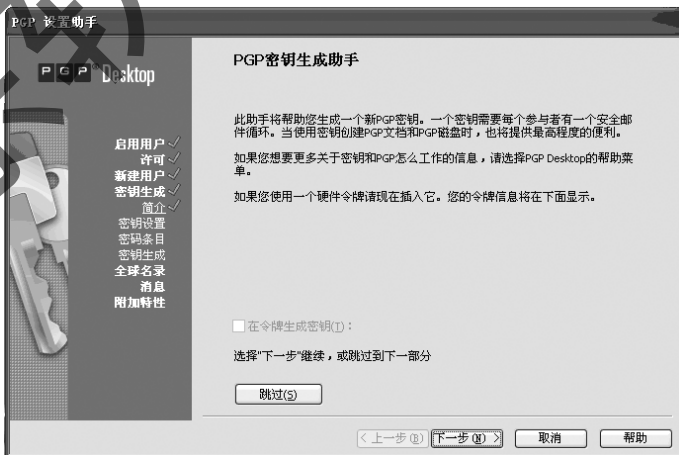 PGP 设置助手
PGP® Desktop
启用用户
许可
新建用户
密钥生成
简介
密钥设置
密码条目
密钥生成
全球名录
消息
附加特性
PGP密钥生成助手
此助手将帮助您生成一个新PGP密钥。一个密钥需要每个参与者有一个安全邮
件循环。当使用密钥创建PGP文档和PGP磁盘时，也将提供最高程度的便利。
如果您想要更多关于密钥和PGP怎么工作的信息，请选择PGP Desktop的帮助菜
单。
如果您使用一个硬件令牌请现在插入它。您的令牌信息将在下面显示。
在令牌生成密钥(T)：
选择"下一步"继续，或跳过到下一部分
跳过(S)
< 上一步(B) 下一步(N) > 取消 帮助